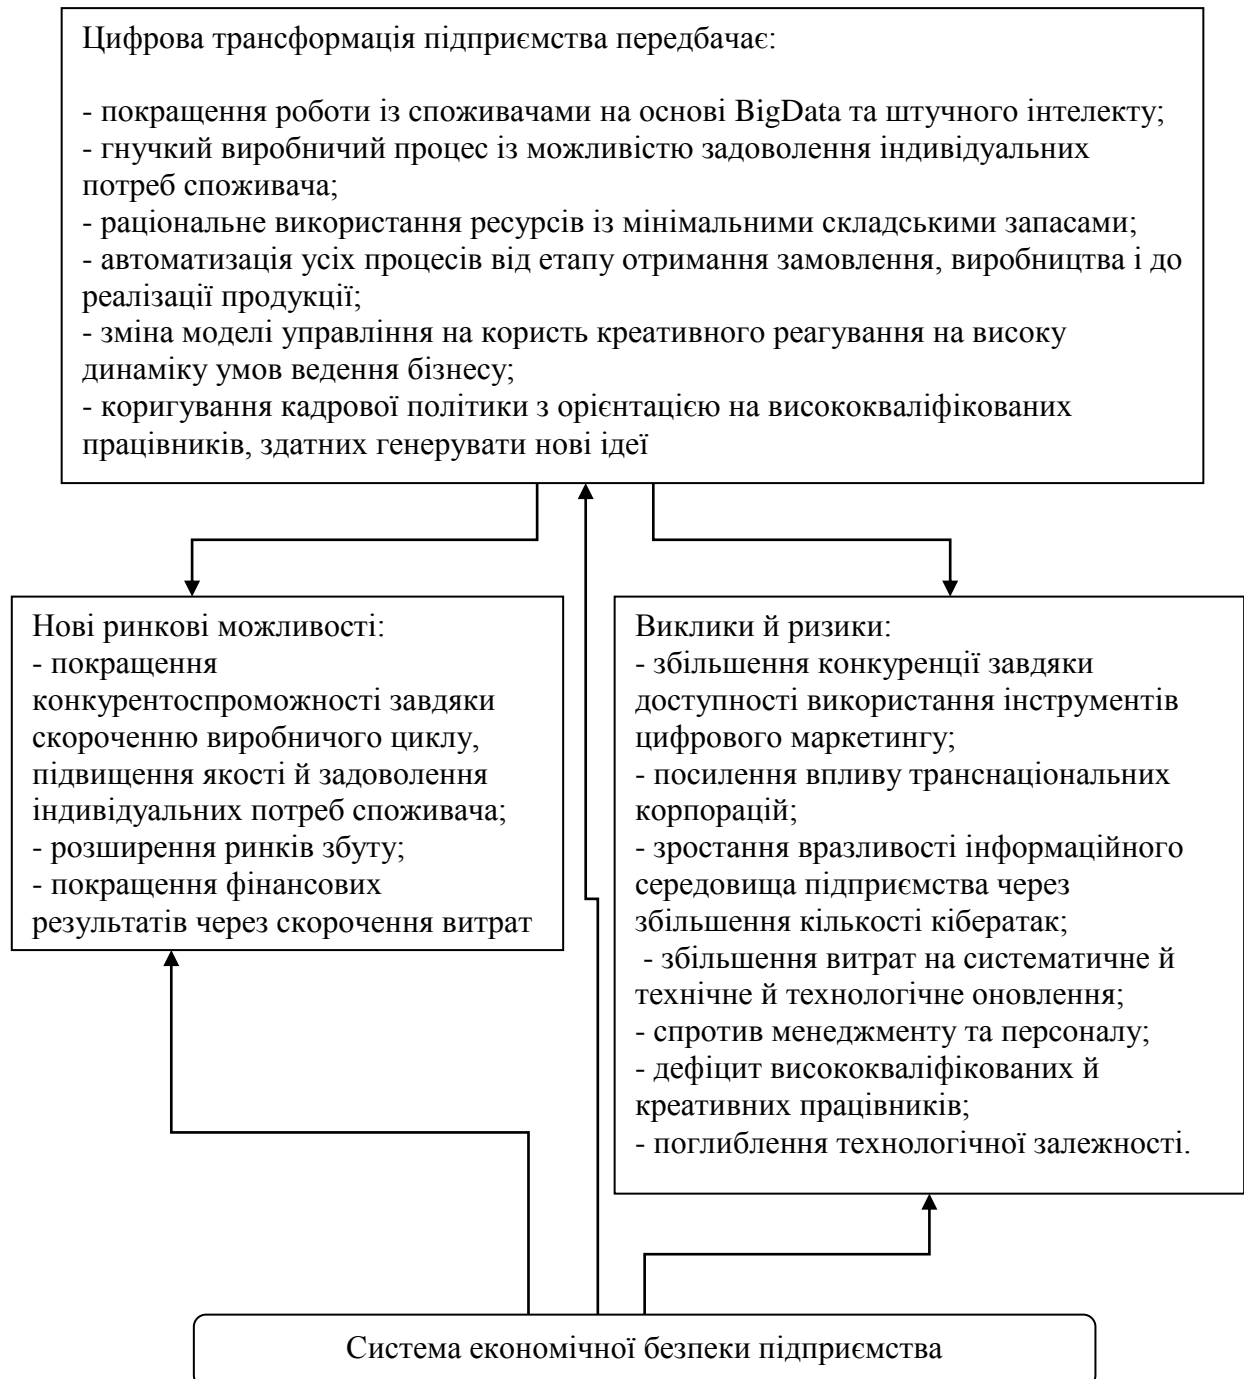 Цифрова трансформація підприємства передбачає:
- покращення роботи із споживачами на основі BigData та штучного інтелекту;
- гнучкий виробничий процес із можливістю задоволення індивідуальних
потреб споживача;
- раціональне використання ресурсів із мінімальними складськими запасами;
- автоматизація усіх процесів від етапу отримання замовлення, виробництва і до
реалізації продукції;
- зміна моделі управління на користь креативного реагування на високу
динаміку умов ведення бізнесу;
- коригування кадрової політики з орієнтацією на висококваліфікованих
працівників, здатних генерувати нові ідеї
Нові ринкові можливості:
- покращення
конкурентоспроможності завдяки
скороченню виробничого циклу,
підвищення якості й задоволення
індивідуальних потреб споживача;
- розширення ринків збуту;
- покращення фінансових
результатів через скорочення витрат
Виклики й ризики:
- збільшення конкуренції завдяки
доступності використання інструментів
цифрового маркетингу;
- посилення впливу транснаціональних
корпорацій;
- зростання вразливості інформаційного
середовища підприємства через
збільшення кількості кібератак;
- збільшення витрат на систематичне й
технічне й технологічне оновлення;
- спротив менеджменту та персоналу;
- дефіцит висококваліфікованих й
креативних працівників;
- поглиблення технологічної залежності.
Система економічної безпеки підприємства